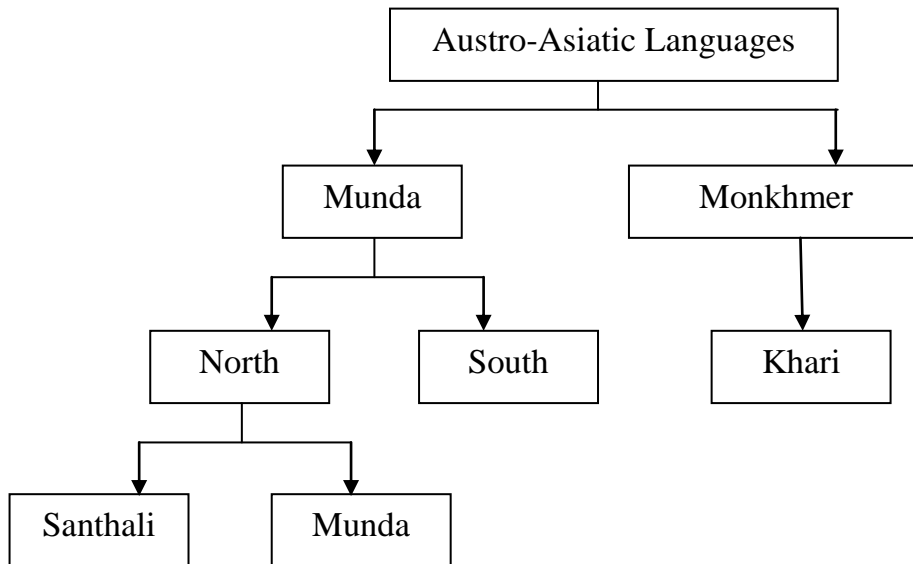 Austro-Asiatic Languages
Munda
Monkhmer
North
South
Khari
Santhali
Munda